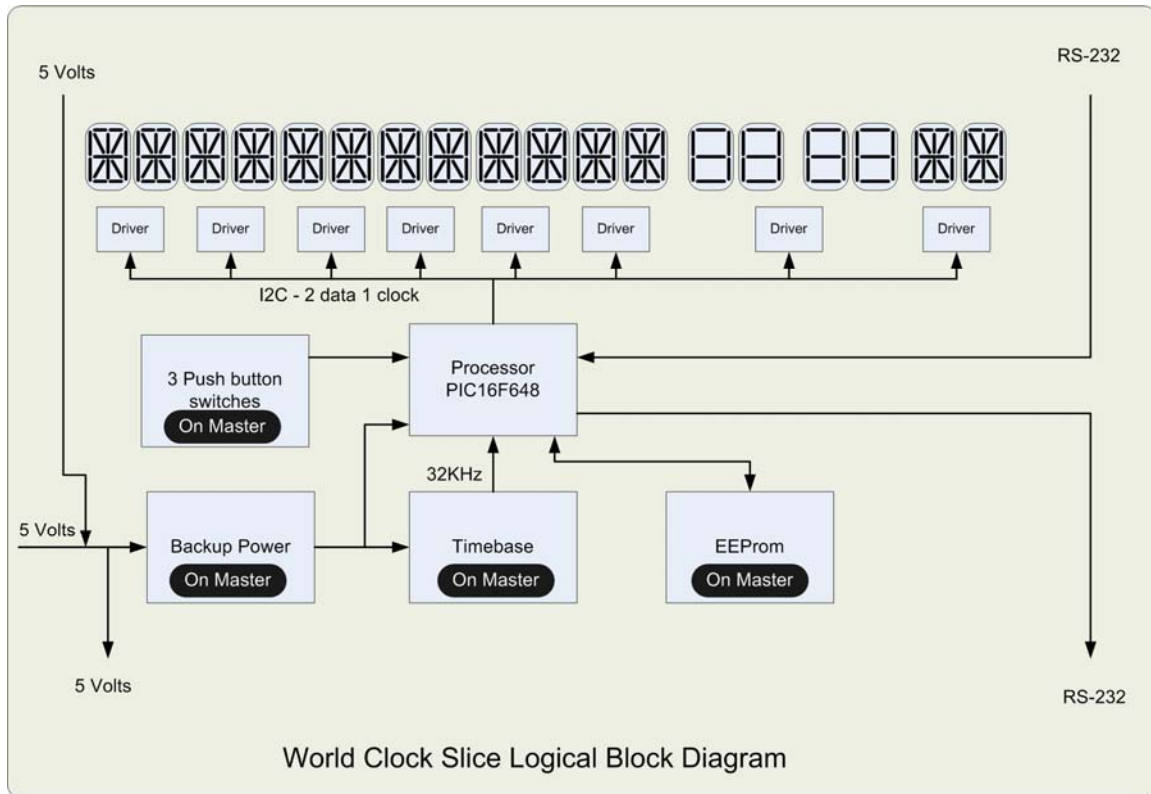 5 Volts
RS-232
Driver
Driver
Driver
Driver
Driver
Driver
Driver
Driver
I2C - 2 data 1 clock
3 Push button
switches
On Master
Processor
PIC16F648
32KHz
5 Volts
Backup Power
On Master
Timebase
On Master
EEProm
On Master
5 Volts
RS-232
World Clock Slice Logical Block Diagram